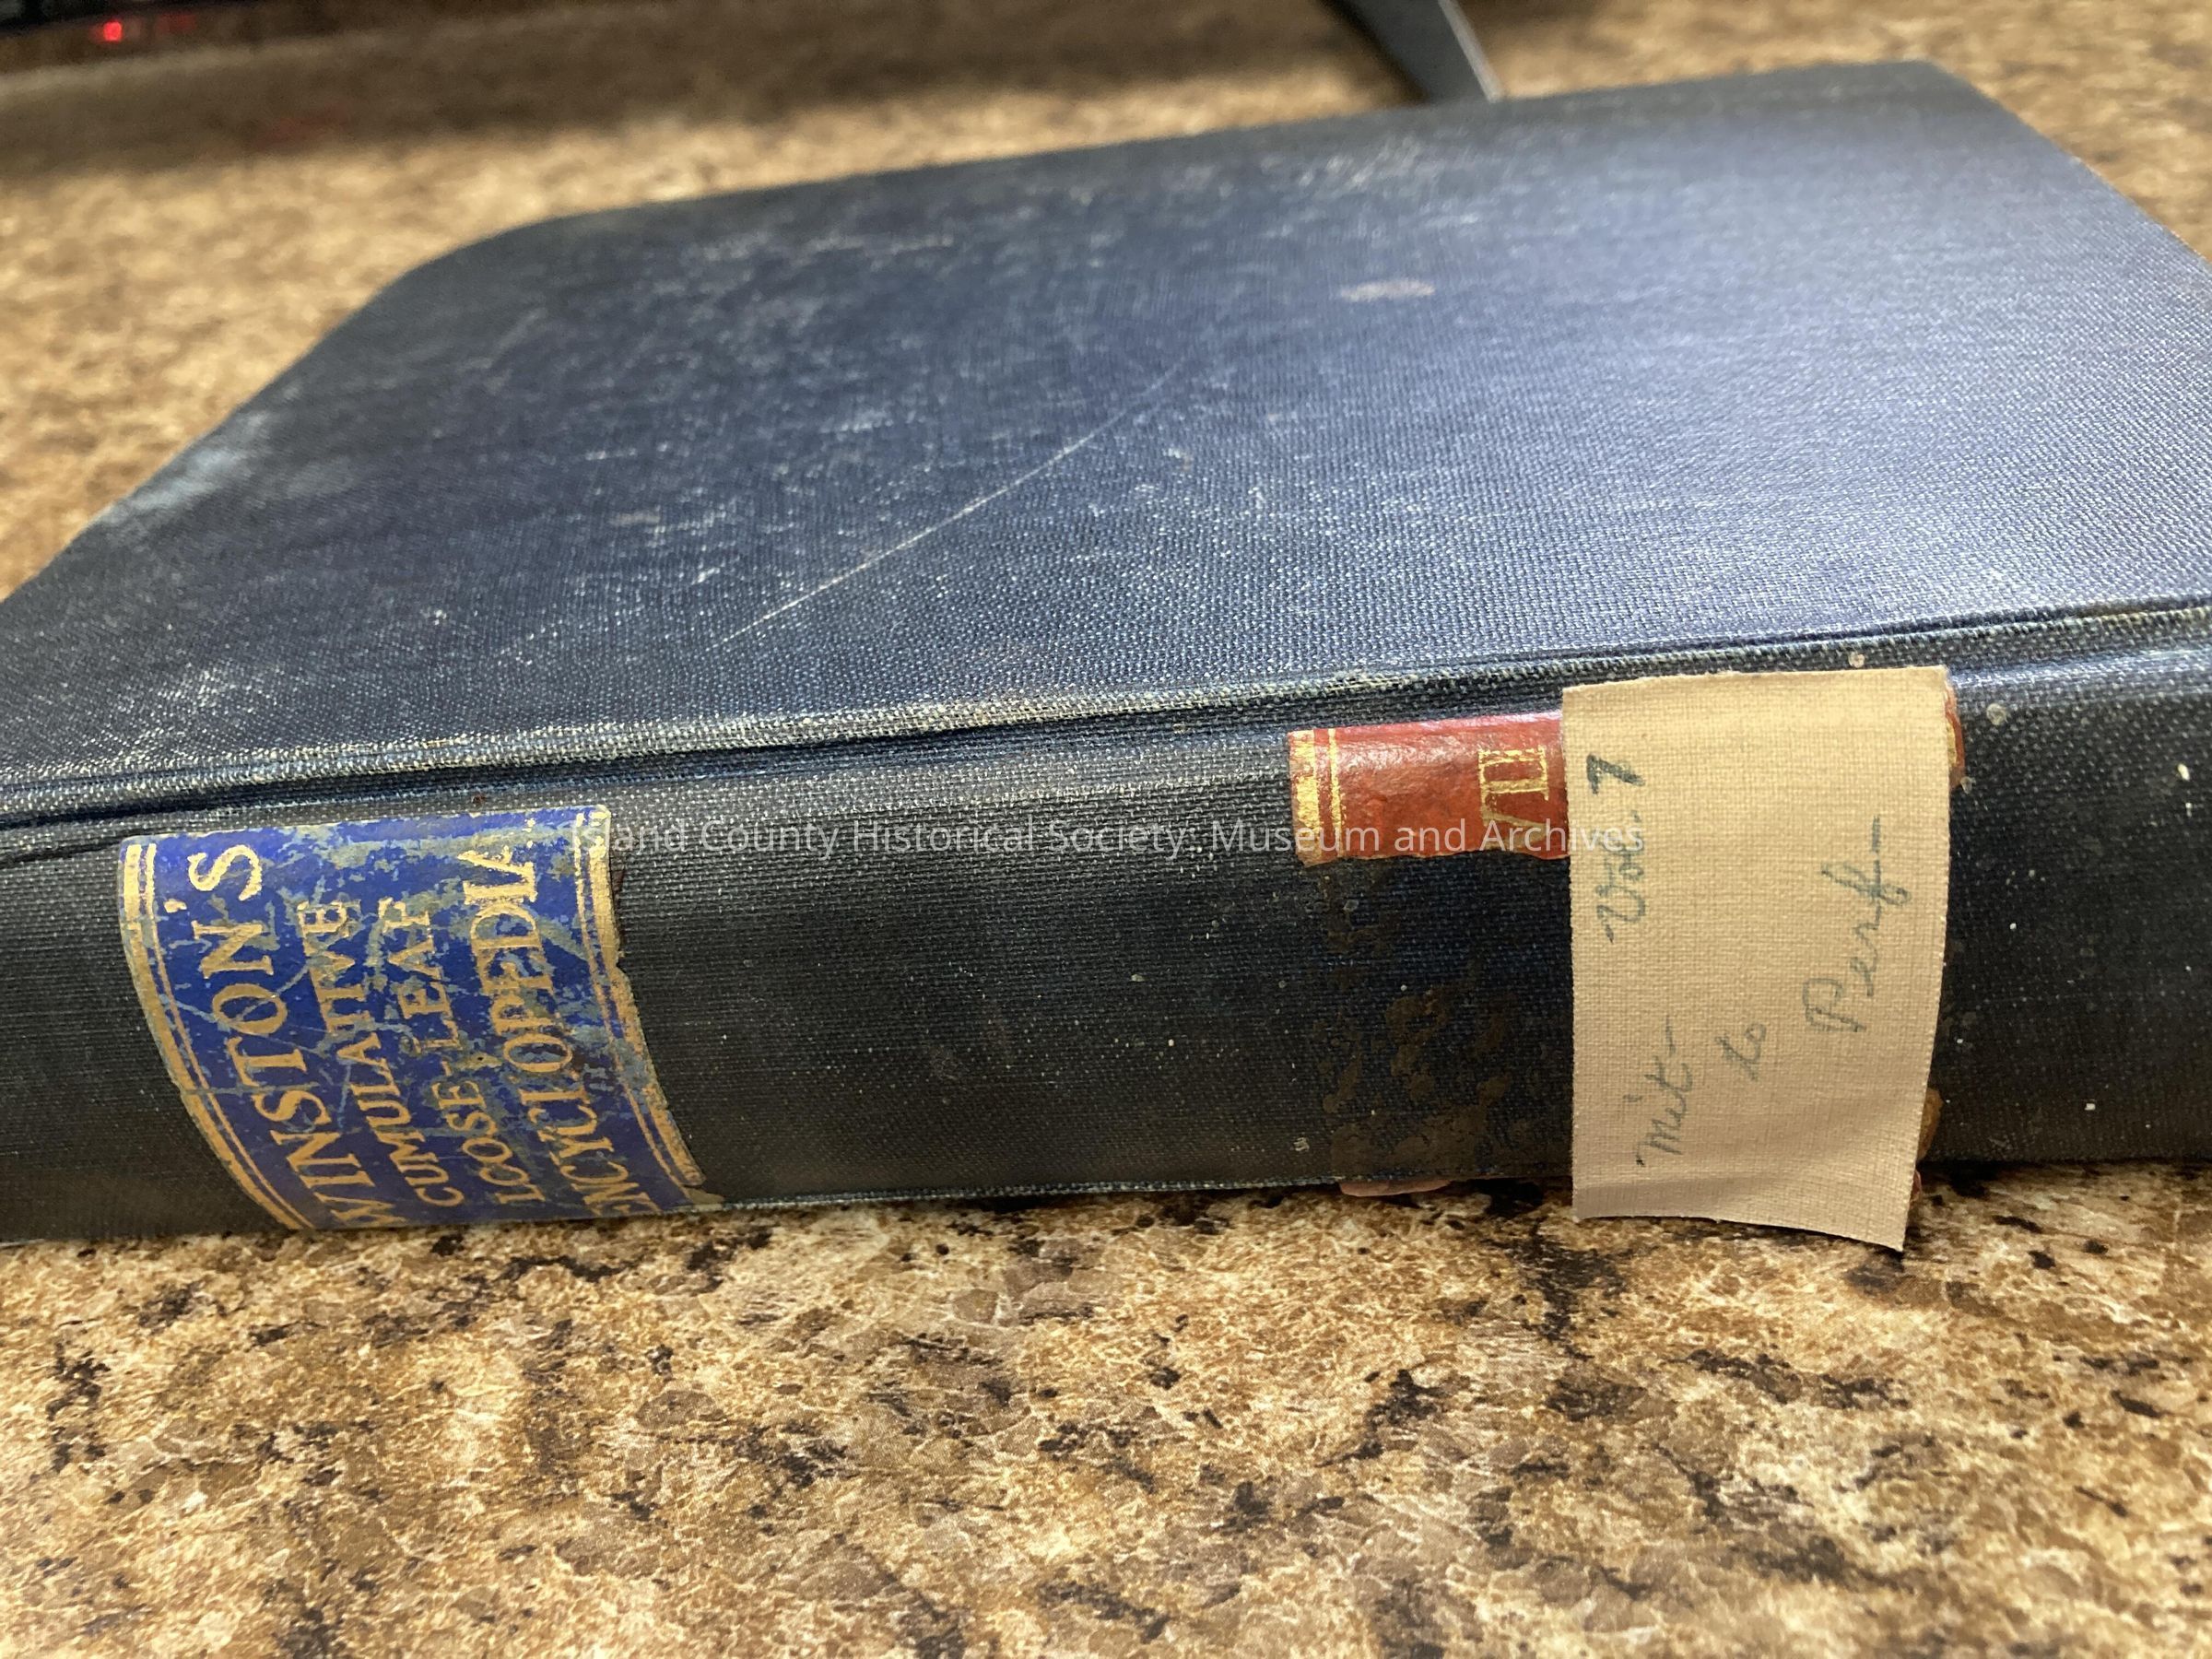 WINSTON'S
CUMULATIVE
LOOSE-LEAF
ENCYCLOPEDIA
VII
Vol. 7
Mit-
to
Perf-
Island County Historical Society: Museum and Archives